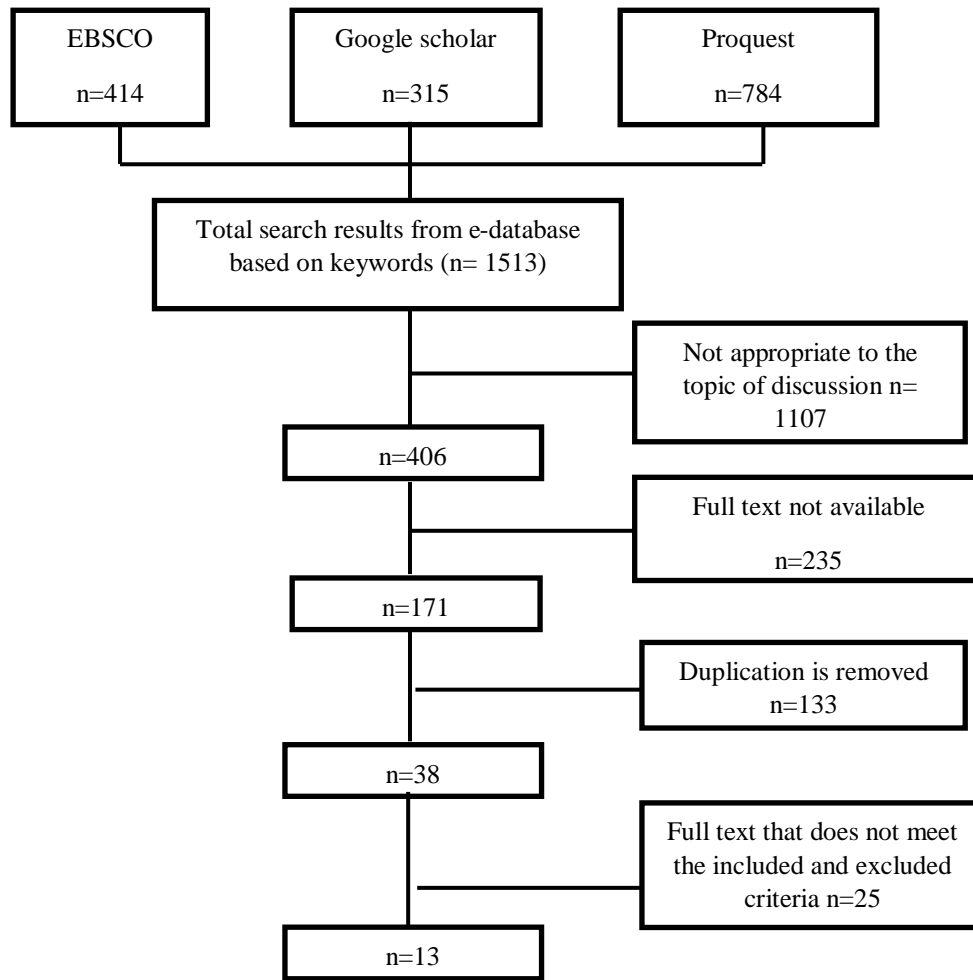 EBSCO
n=414
Google scholar
n=315
Proquest
n=784
Total search results from e-database
based on keywords (n= 1513)
Not appropriate to the
topic of discussion n=
1107
n=406
Full text not available
n=235
n=171
Duplication is removed
n=133
n=38
Full text that does not meet
the included and excluded
criteria n=25
n=13